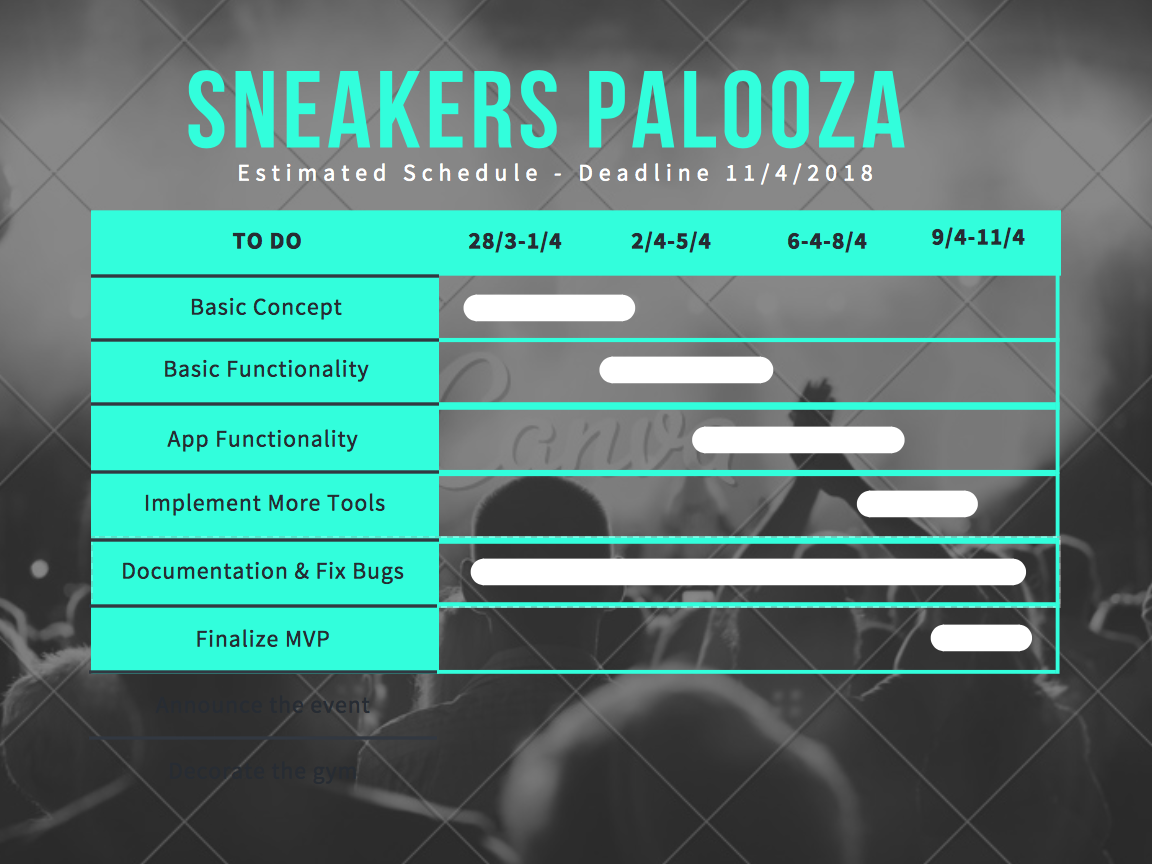 SNEAKERS PALOOZA
Estimated Schedule - Deadline 11/4/2018
TO DO 28/3-1/4 2/4-5/4 6-4-8/4 9/4-11/4
Basic Concept
Basic Functionality
App Functionality
Canva
Implement More Tools
Documentation & Fix Bugs
Finalize MVP
Announce the event
Decorate the gym